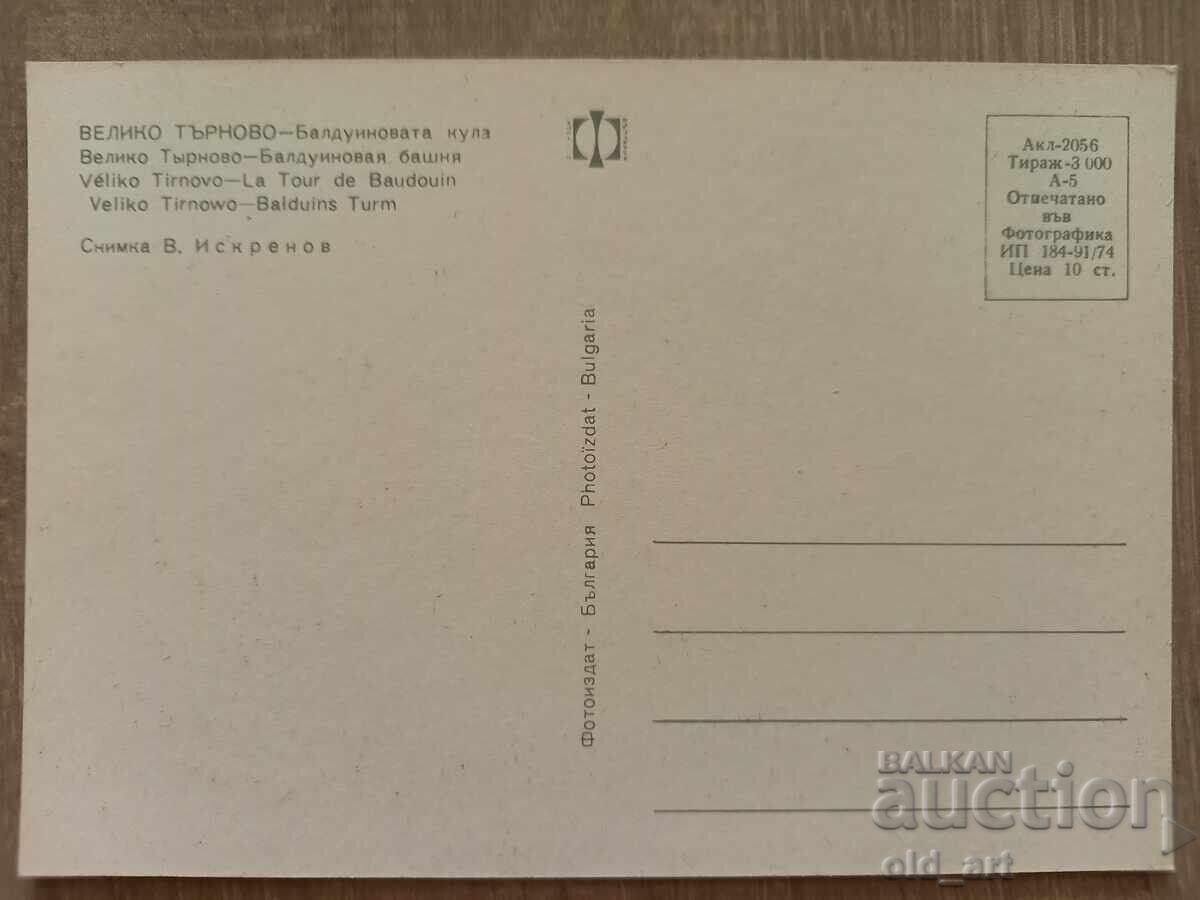 ВЕЛИКО ТЪРНОВО—Балдуиновата кула
Велико Тырново—Балдуиновая башня
Véliko Tirnovo—La Tour de Baudouin
Veliko Tirnowo—Balduins Turm
Снимка В. Искренов
Акл-2056
Тираж-3 000
А-5
Отпечатано
във
Фотографика
ИП 184-91/74
Цена 10 ст.
Фотоиздат - България Photoïzdat - Bulgaria
BALKAN
auction
old_art